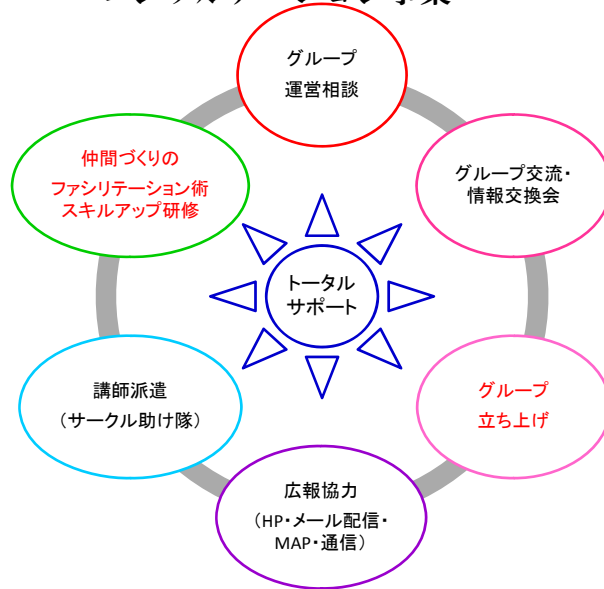 グループ
運営相談
仲間づくりの
ファシリテーション術
スキルアップ研修
グループ交流・
情報交換会
トータル
サポート
講師派遣
（サークル助け隊）
グループ
立ち上げ
広報協力
（HP・メール配信・
MAP・通信）